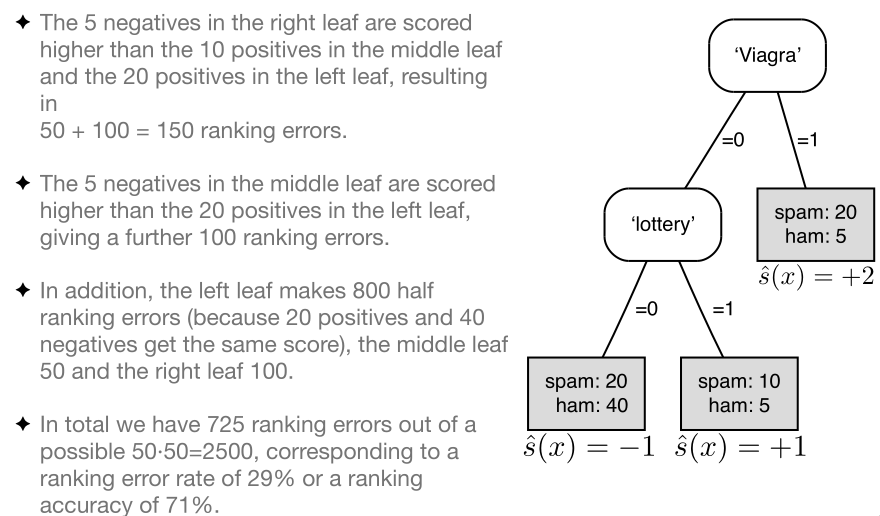 ✦ The 5 negatives in the right leaf are scored
higher than the 10 positives in the middle leaf
and the 20 positives in the left leaf, resulting
in
50 + 100 = 150 ranking errors.
✦ The 5 negatives in the middle leaf are scored
higher than the 20 positives in the left leaf,
giving a further 100 ranking errors.
✦ In addition, the left leaf makes 800 half
ranking errors (because 20 positives and 40
negatives get the same score), the middle leaf
50 and the right leaf 100.
✦ In total we have 725 ranking errors out of a
possible 50·50=2500, corresponding to a
ranking error rate of 29% or a ranking
accuracy of 71%.
‘Viagra’
=0
=1
‘lottery’
spam: 20
ham: 5
ŝ(x) = +2
=0
=1
spam: 20
ham: 40
ŝ(x) = −1
spam: 10
ham: 5
ŝ(x) = +1